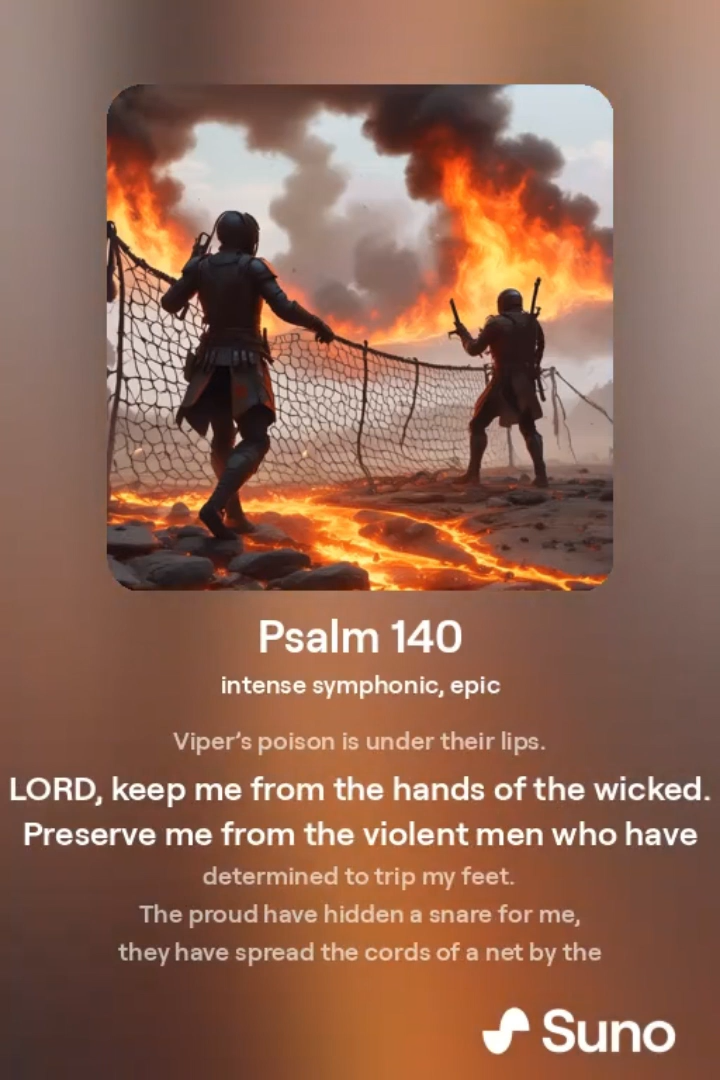 Psalm 140
intense symphonic, epic
Viper’s poison is under their lips.
LORD, keep me from the hands of the wicked.
Preserve me from the violent men who have
determined to trip my feet.
The proud have hidden a snare for me,
they have spread the cords of a net by the
Suno